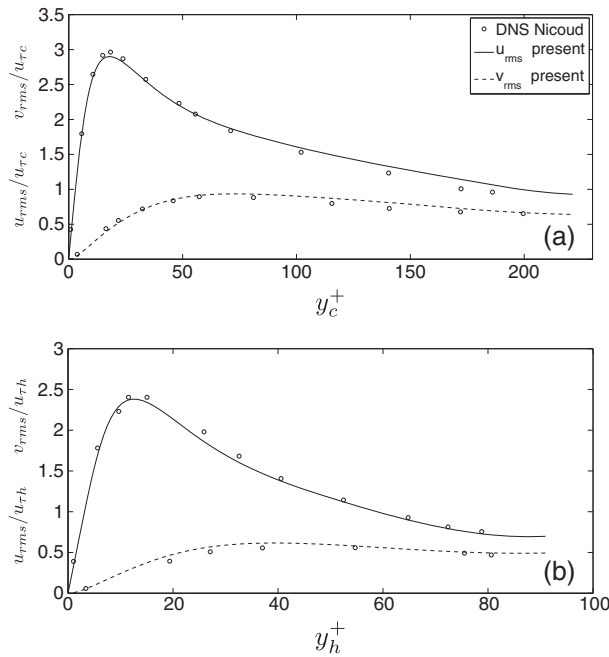 3.5
3
2.5
2
1.5
1
0.5
0
u_rms/u_τc v_rms/u_τc
DNS Nicoud
u_rms present
v_rms present
(a)
0 50 100 150 200
y_c^+
3
2.5
2
1.5
1
0.5
0
u_rms/u_τh v_rms/u_τh
(b)
0 20 40 60 80 100
y_h^+